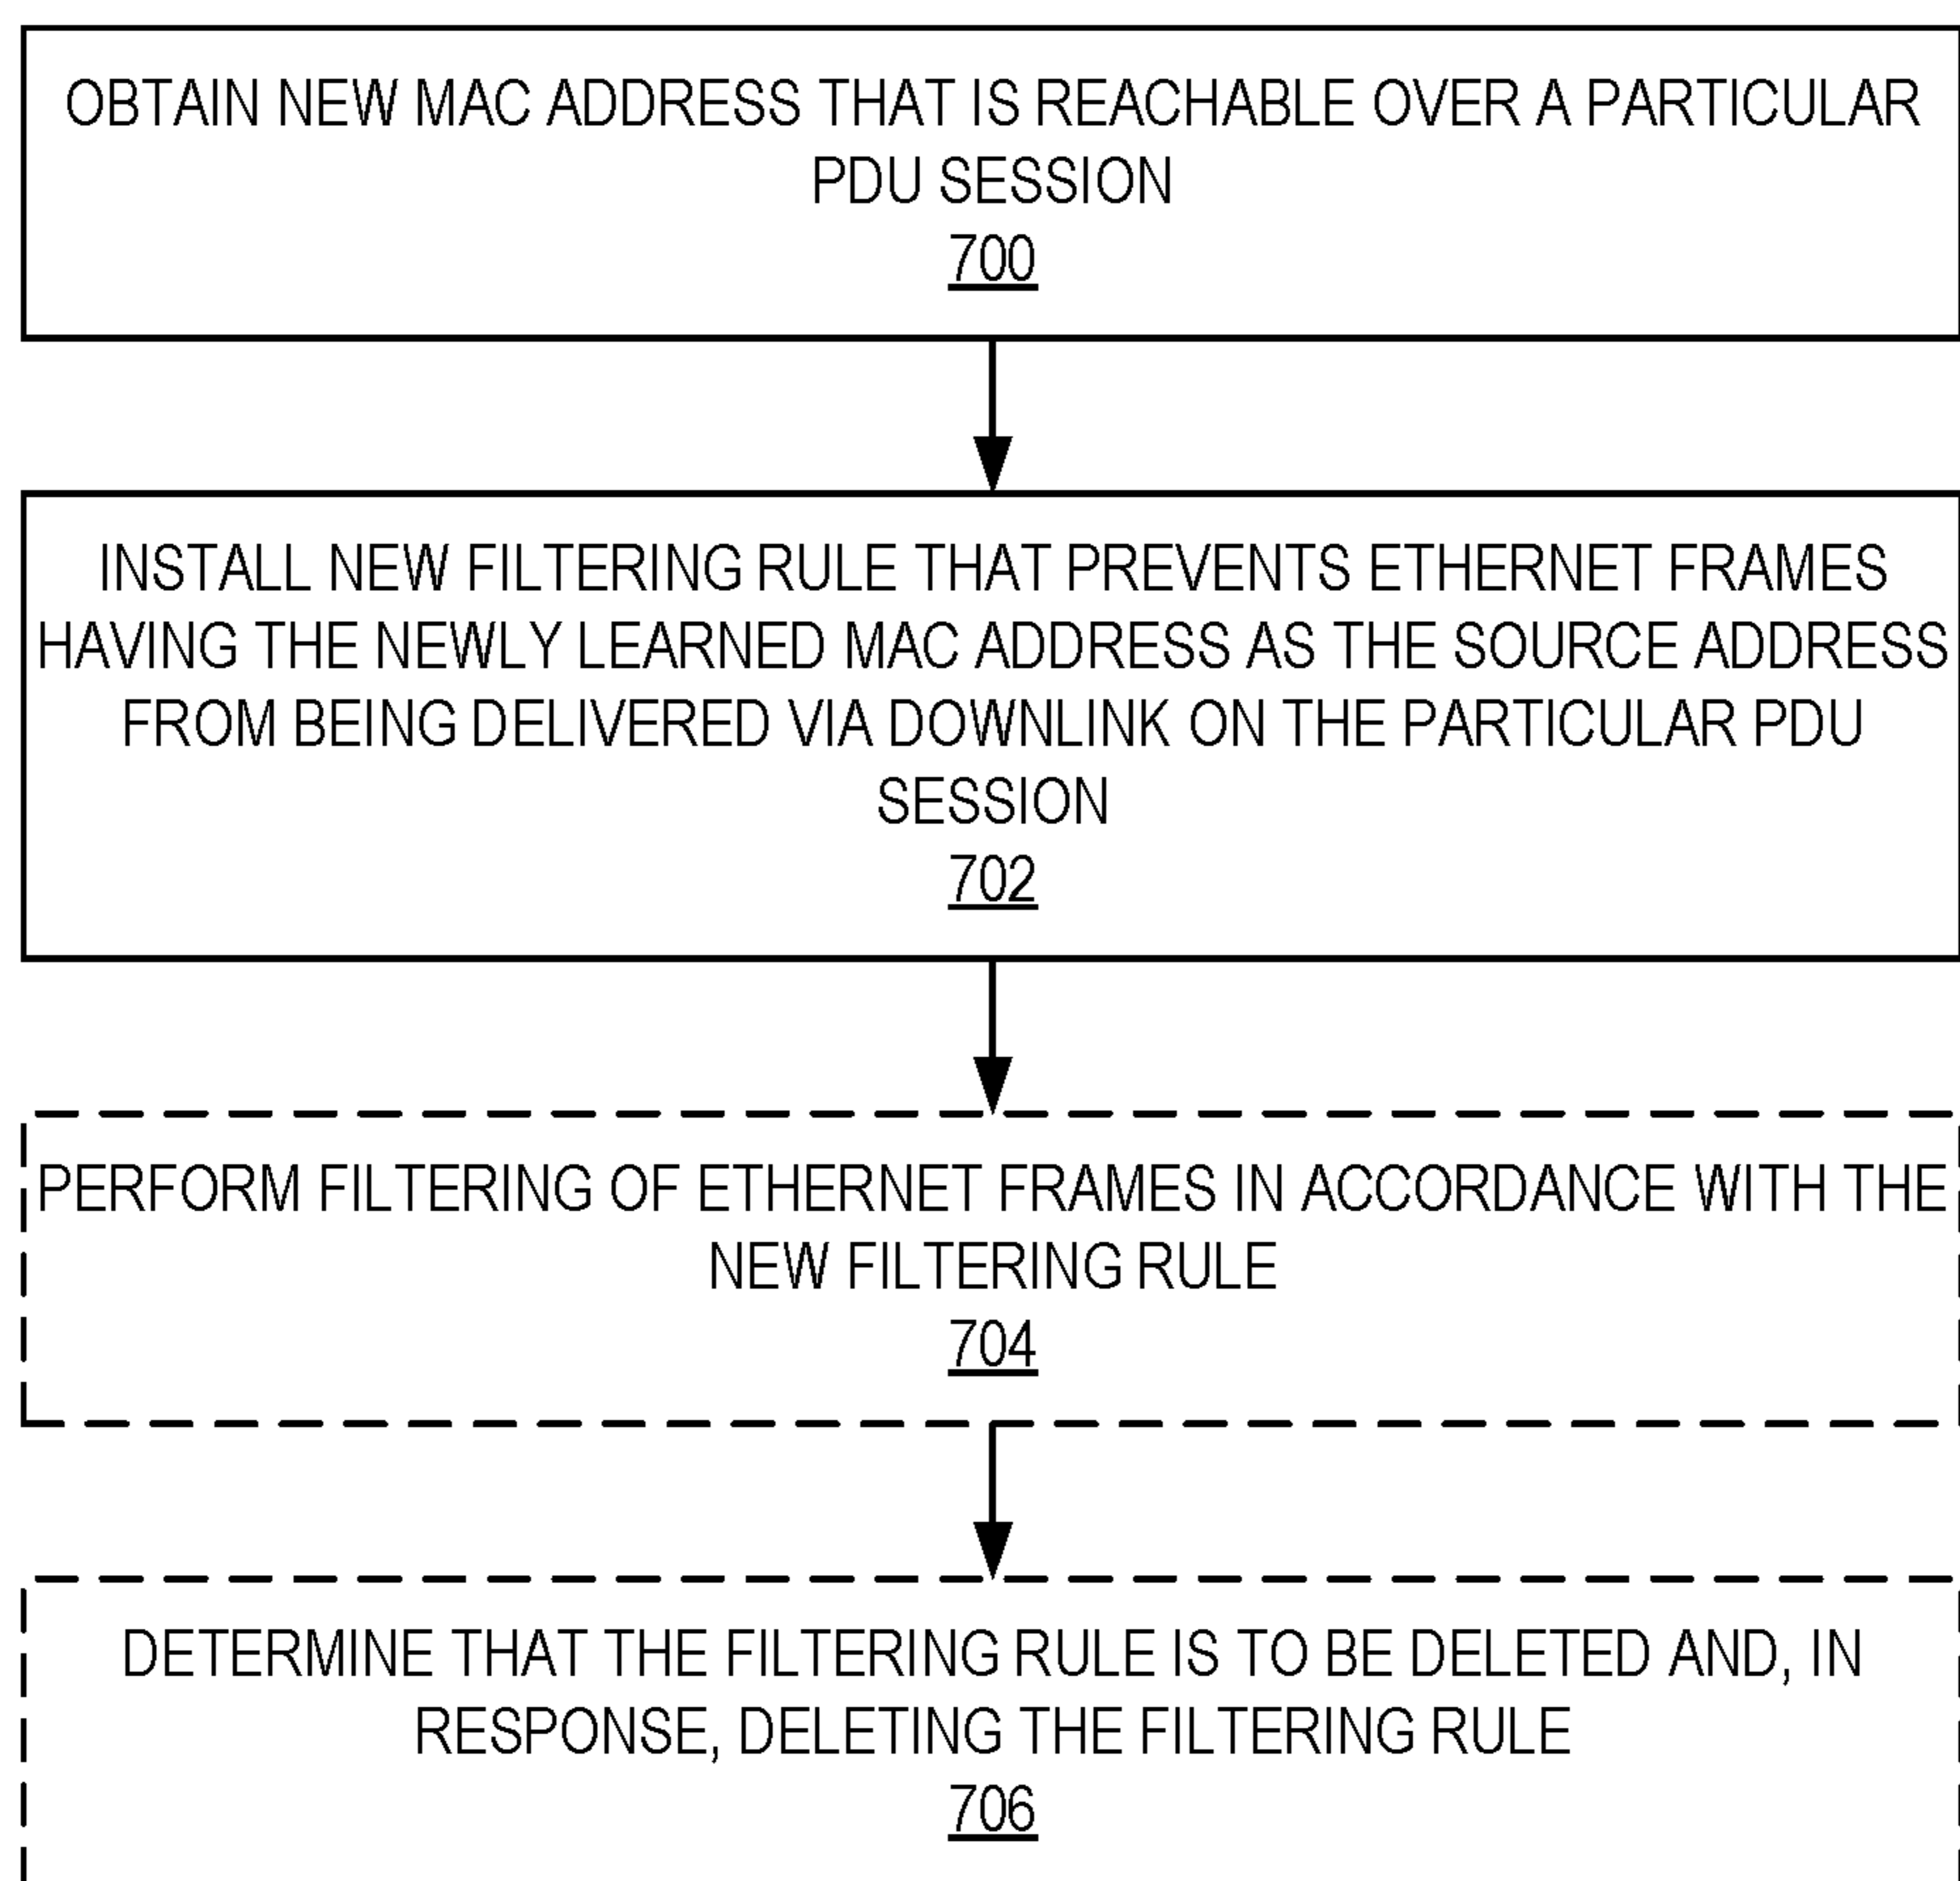 OBTAIN NEW MAC ADDRESS THAT IS REACHABLE OVER A PARTICULAR
PDU SESSION
700
INSTALL NEW FILTERING RULE THAT PREVENTS ETHERNET FRAMES
HAVING THE NEWLY LEARNED MAC ADDRESS AS THE SOURCE ADDRESS
FROM BEING DELIVERED VIA DOWNLINK ON THE PARTICULAR PDU
SESSION
702
PERFORM FILTERING OF ETHERNET FRAMES IN ACCORDANCE WITH THE
NEW FILTERING RULE
704
DETERMINE THAT THE FILTERING RULE IS TO BE DELETED AND, IN
RESPONSE, DELETING THE FILTERING RULE
706